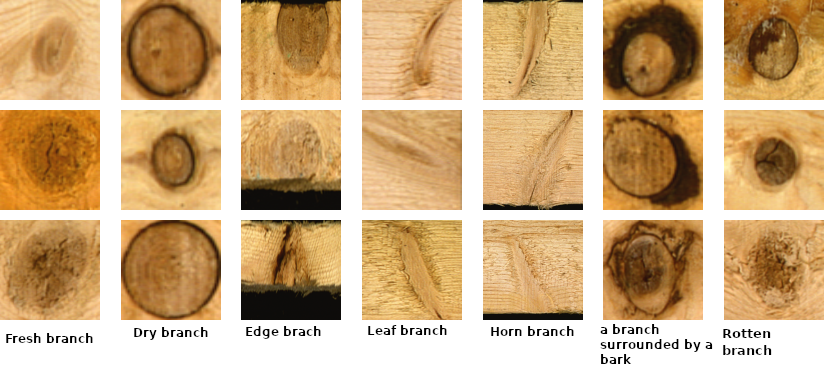 Fresh branch
Dry branch
Edge brach
Leaf branch
Horn branch
a branch
surrounded by a
bark
Rotten
branch